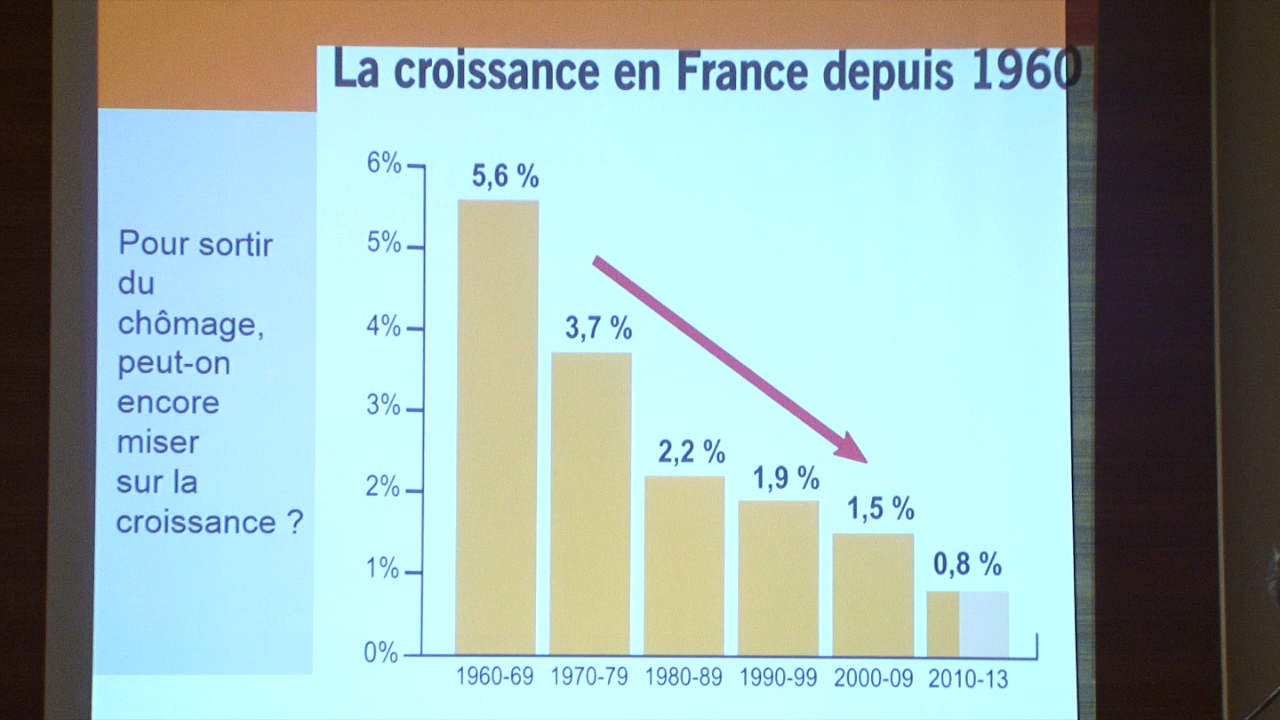 La croissance en France depuis 1960
Pour sortir
du
chômage,
peut-on
encore
miser
sur la
croissance ?
6%
5%
4%
3%
2%
1%
0%
5,6 %
3,7 %
2,2 %
1,9 %
1,5 %
0,8 %
1960-69 1970-79 1980-89 1990-99 2000-09 2010-13